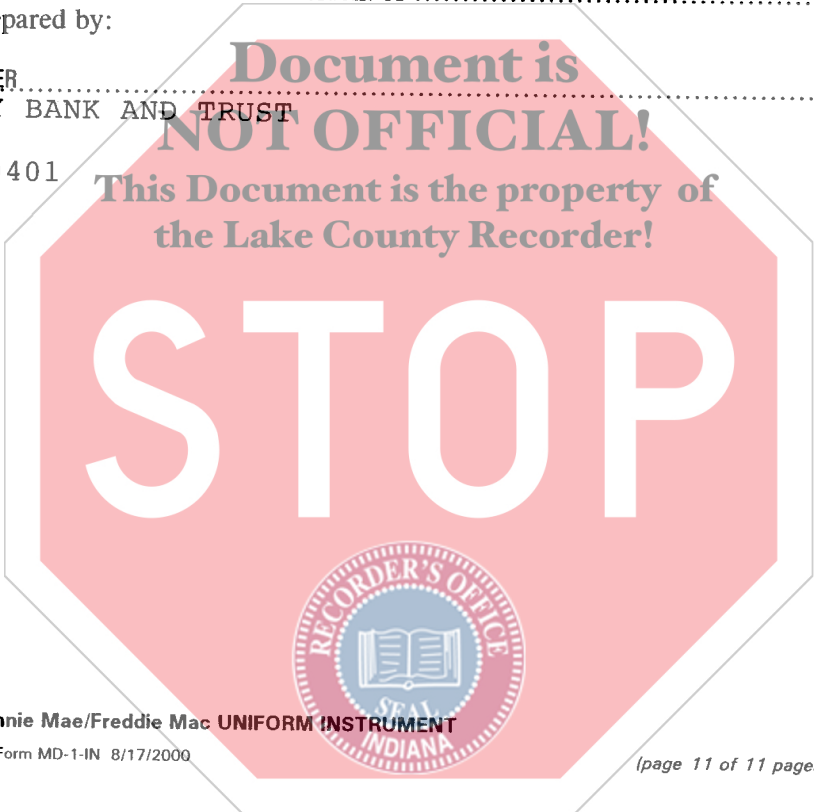 pared by:
Document is
ER
Y BANK AND TRUST
NOT OFFICIAL!
401
This Document is the property of
the Lake County Recorder!
STOP
RECORDER'S OFFICE
SEAL
INDIANA
nnie Mae/Freddie Mac UNIFORM INSTRUMENT
Form MD-1-IN 8/17/2000
(page 11 of 11 page